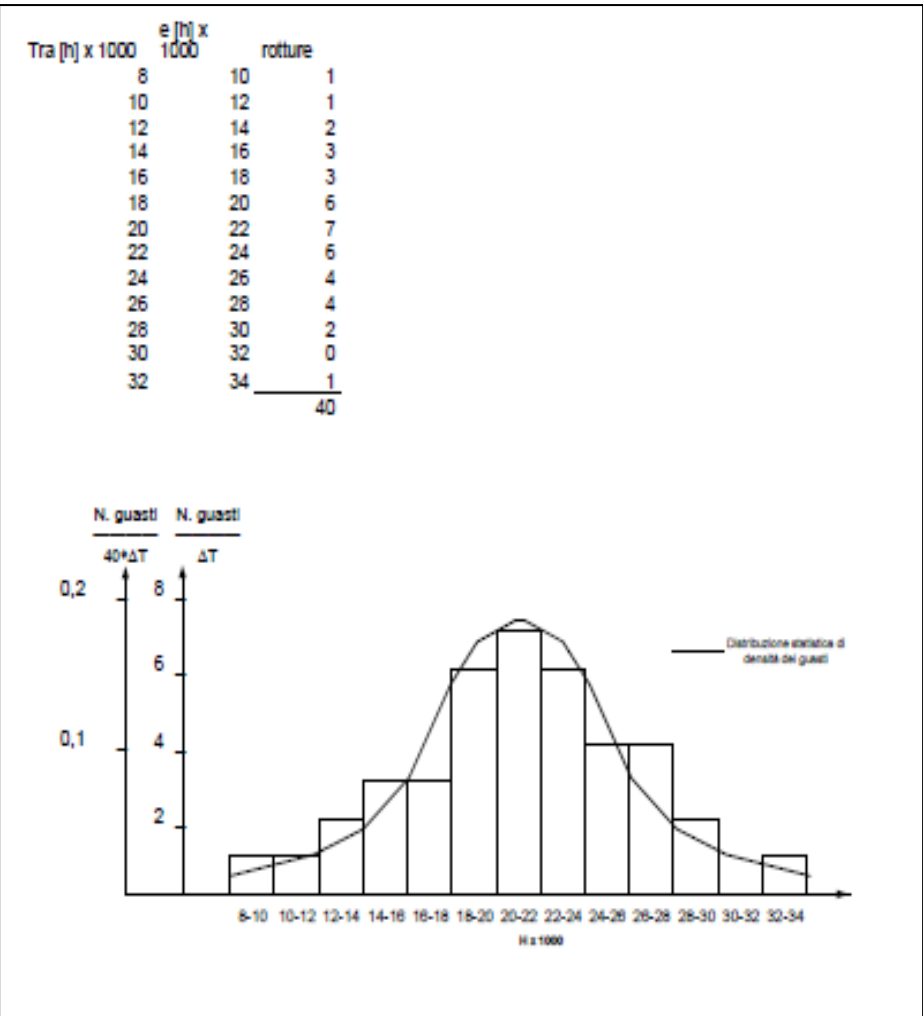 e [h] x
Tra [h] x 1000 1000 rotture
8 10 1
10 12 1
12 14 2
14 16 3
16 18 3
18 20 6
20 22 7
22 24 6
24 26 4
26 28 4
28 30 2
30 32 0
32 34 1
40
N. guasti N. guasti
40*ΔT ΔT
0,2 8
6
0,1 4
2
Distribuzione statistica di
densità dei guasti
8-10 10-12 12-14 14-16 16-18 18-20 20-22 22-24 24-26 26-28 28-30 30-32 32-34
H x 1000